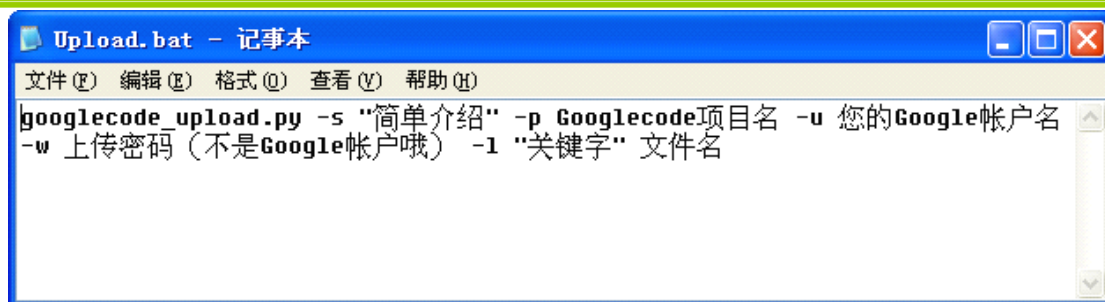 Upload.bat - 记事本
文件(F) 编辑(E) 格式(O) 查看(V) 帮助(H)
googlecode_upload.py -s "简单介绍" -p Googlecode项目名 -u 您的Google帐户名
-w 上传密码（不是Google帐户哦） -l "关键字" 文件名